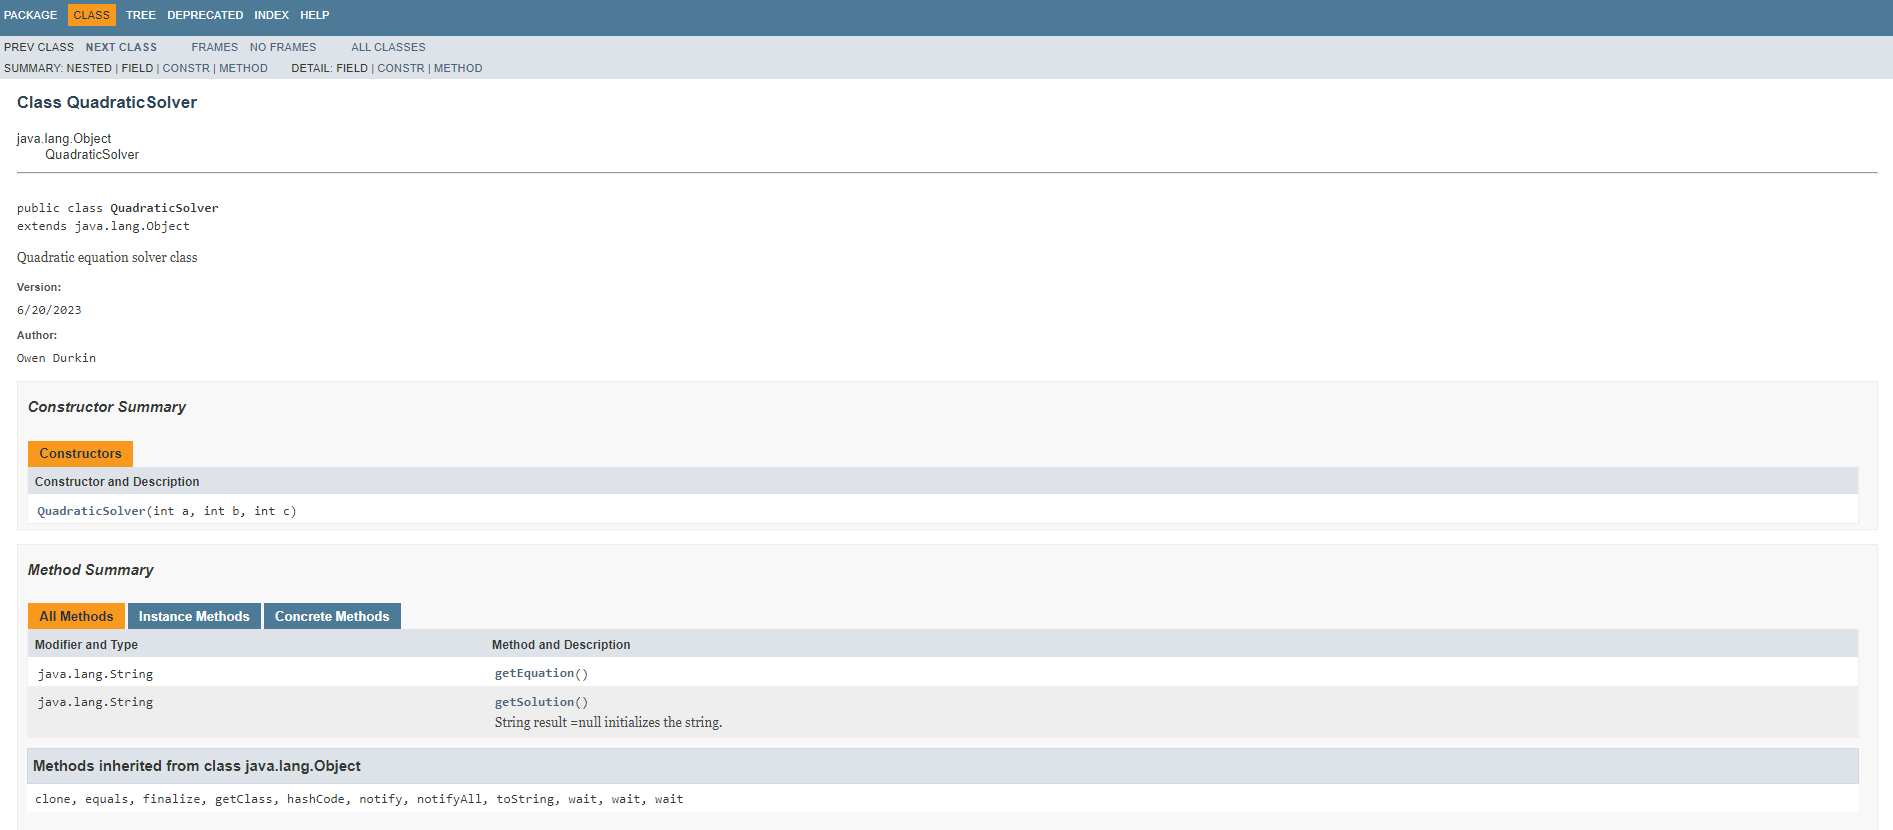 PACKAGE CLASS TREE DEPRECATED INDEX HELP
PREV CLASS NEXT CLASS FRAMES NO FRAMES ALL CLASSES
SUMMARY: NESTED | FIELD | CONSTR | METHOD DETAIL: FIELD | CONSTR | METHOD
Class QuadraticSolver
java.lang.Object
QuadraticSolver
public class QuadraticSolver
extends java.lang.Object
Quadratic equation solver class
Version:
6/20/2023
Author:
Owen Durkin
Constructor Summary
Constructors
Constructor and Description
QuadraticSolver(int a, int b, int c)
Method Summary
All Methods Instance Methods Concrete Methods
Modifier and Type Method and Description
java.lang.String getEquation()
java.lang.String getSolution()
String result =null initializes the string.
Methods inherited from class java.lang.Object
clone, equals, finalize, getClass, hashCode, notify, notifyAll, toString, wait, wait, wait